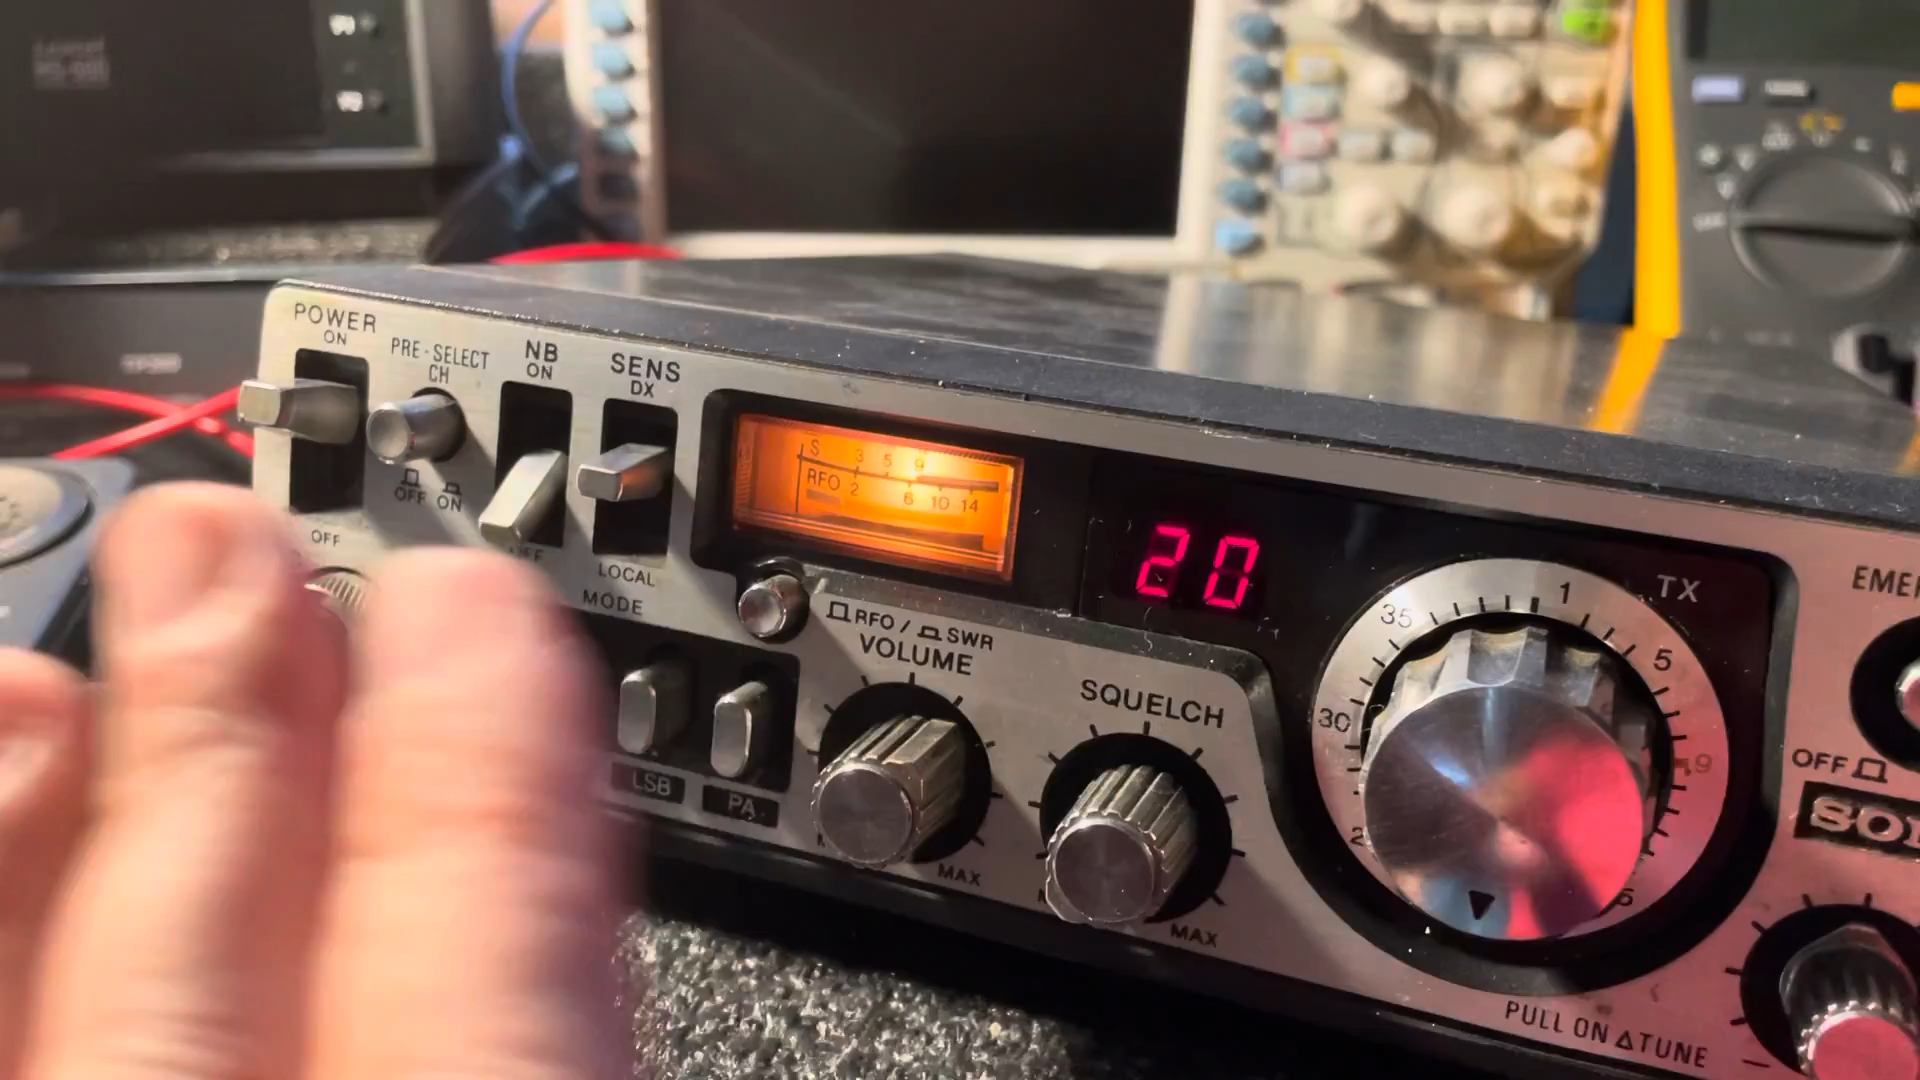 POWER
ON
PRE-SELECT
CH
OFF ON
OFF
NB
ON
SENS
DX
LOCAL
MODE
LSB
PA
S 3 5 9
RFO 2 6 10 14
RFO / SWR
VOLUME
MAX
SQUELCH
MAX
20
TX
35 1 5
30
9
PULL ON △TUNE
OFF